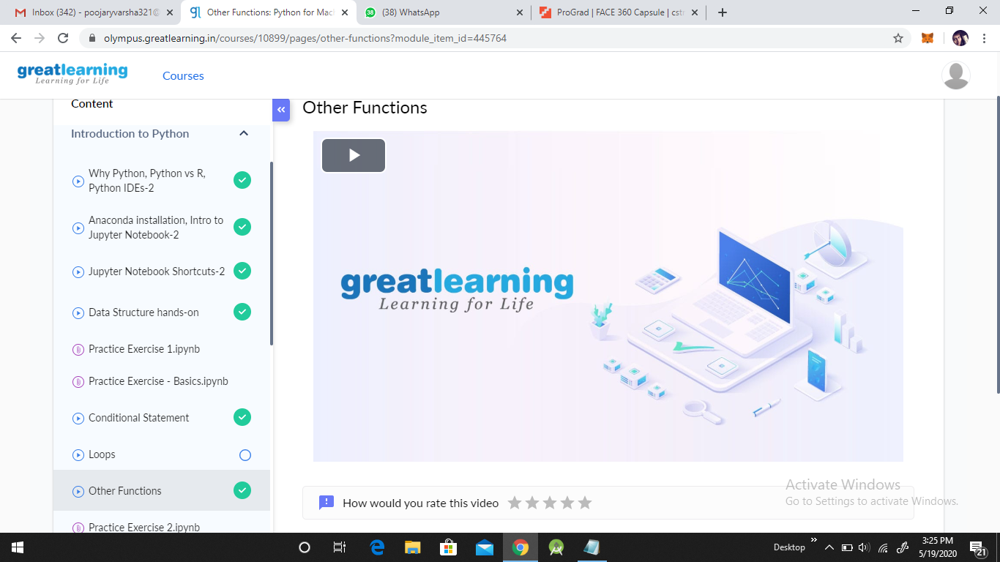 Inbox (342) - poojaryvarsha321@
Other Functions: Python for Mac
(38) WhatsApp
ProGrad | FACE 360 Capsule | cst
olympus.greatlearning.in/courses/10899/pages/other-functions?module_item_id=445764
greatlearning
Learning for Life
Courses
Content
Introduction to Python
Why Python, Python vs R,
Python IDEs-2
Anaconda installation, Intro to
Jupyter Notebook-2
Jupyter Notebook Shortcuts-2
Data Structure hands-on
Practice Exercise 1.ipynb
Practice Exercise - Basics.ipynb
Conditional Statement
Loops
Other Functions
Practice Exercise 2.ipynb
Other Functions
greatlearning
Learning for Life
How would you rate this video
Activate Windows
Go to Settings to activate Windows.
Desktop
3:25 PM
5/19/2020
21